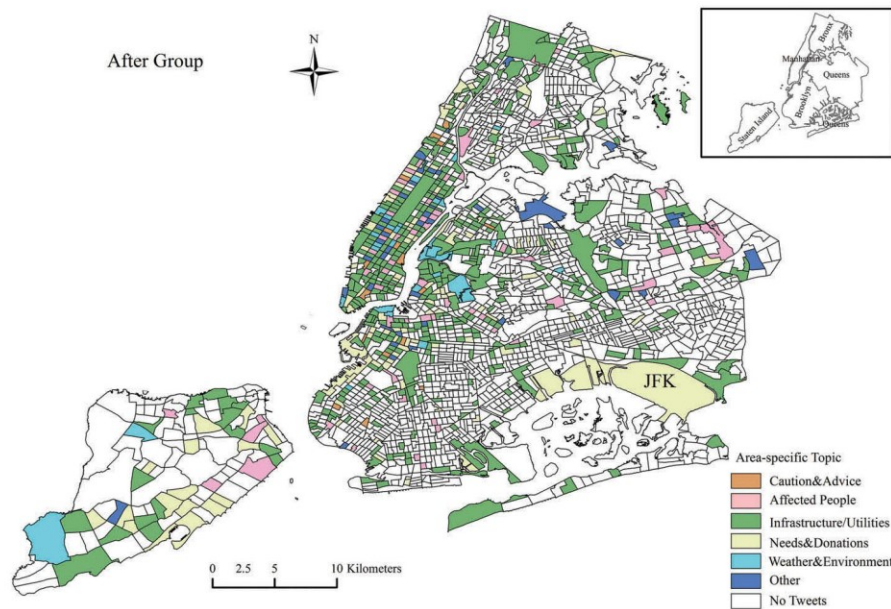 After Group
N
Bronx
Manhattan
Queens
Brooklyn
Staten Island
Queens
JFK
Area-specific Topic
Caution&Advice
Affected People
Infrastructure/Utilities
Needs&Donations
Weather&Environment
Other
No Tweets
0 2.5 5 10 Kilometers